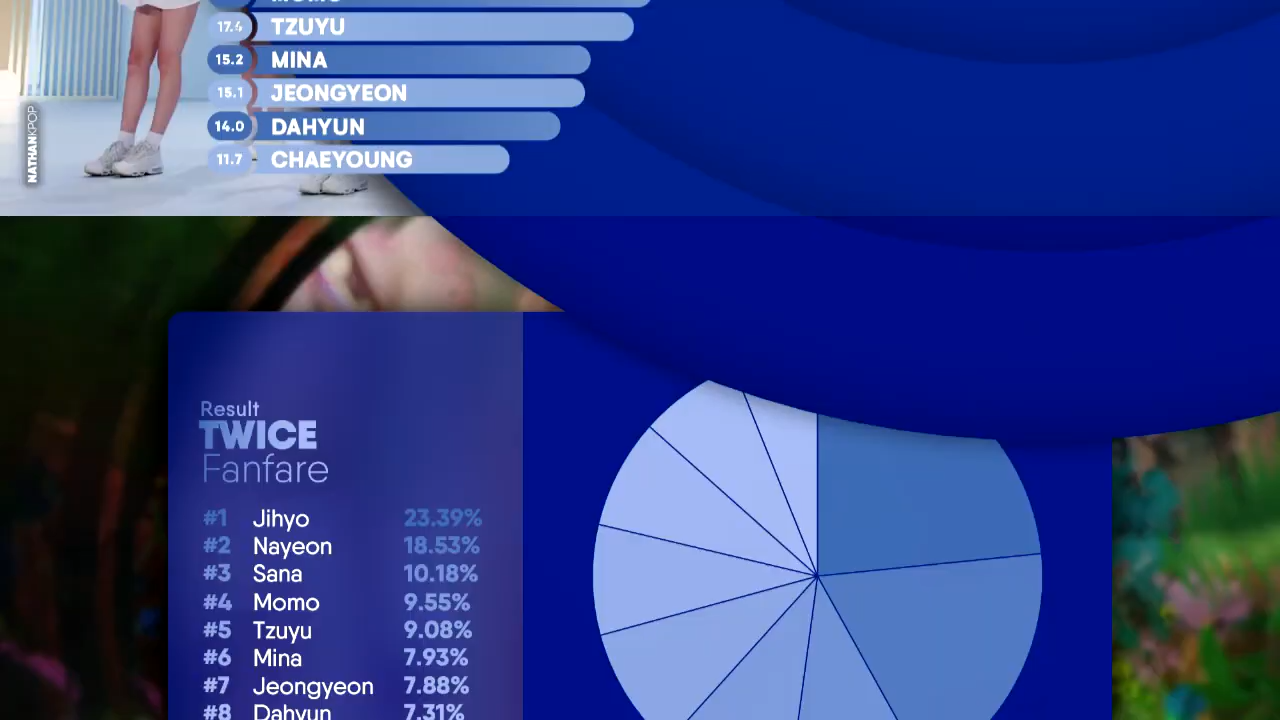 MOMO
17.4 TZUYU
15.2 MINA
15.1 JEONGYEON
14.0 DAHYUN
11.7 CHAEYOUNG
NATHANKPOP
Result
TWICE
Fanfare
#1 Jihyo 23.39%
#2 Nayeon 18.53%
#3 Sana 10.18%
#4 Momo 9.55%
#5 Tzuyu 9.08%
#6 Mina 7.93%
#7 Jeongyeon 7.88%
#8 Dahyun 7.31%